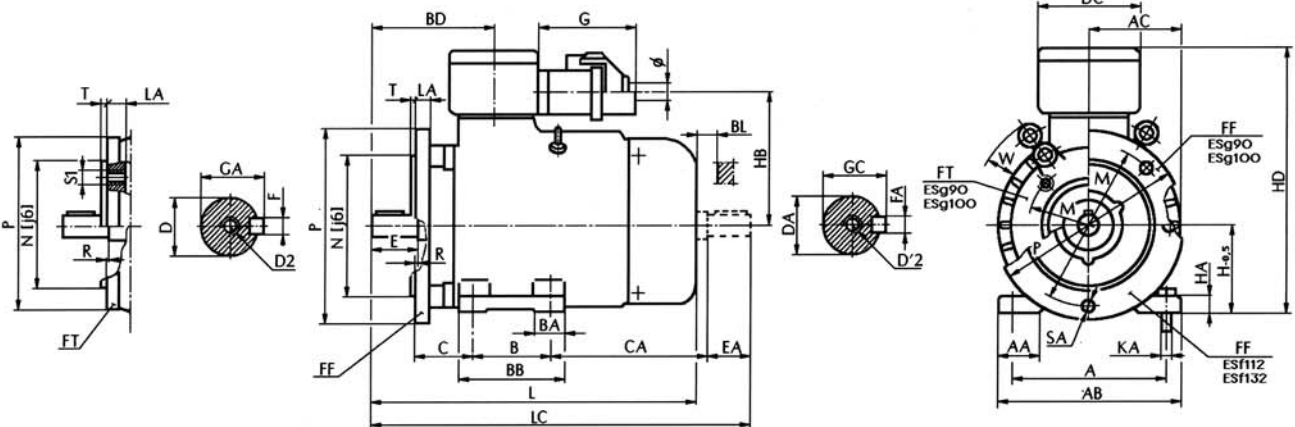 BD
G
DC
AC
T
LA
T
LA
ø
BL
HB
FF
ESg90
ESg100
W
FT
ESg90
ESg100
M
M
P
HD
GA
F
GC
FA
S1
P
N [j6]
D
P
N [j6]
DA
D2
D'2
R
E
R
H-0,5
HA
FT
BA
FF
C
B
CA
EA
BB
L
LC
SA
AA
KA
A
AB
FF
ESf112
ESf132